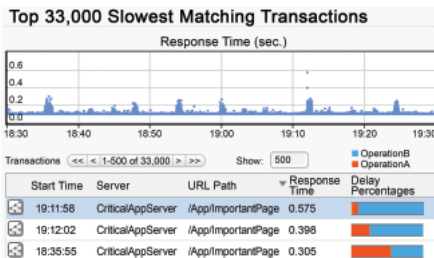 Top 33,000 Slowest Matching Transactions
Response Time (sec.)
0.6
0.4
0.2
0.0
18:30 18:40 18:50 19:00 19:10 19:20 19:30
Transactions << < 1-500 of 33,000 > >> Show: 500
OperationB
OperationA
Start Time Server URL Path Response Time Delay Percentages
19:11:58 CriticalAppServer /App/ImportantPage 0.575
19:12:02 CriticalAppServer /App/ImportantPage 0.398
18:35:55 CriticalAppServer /App/ImportantPage 0.305